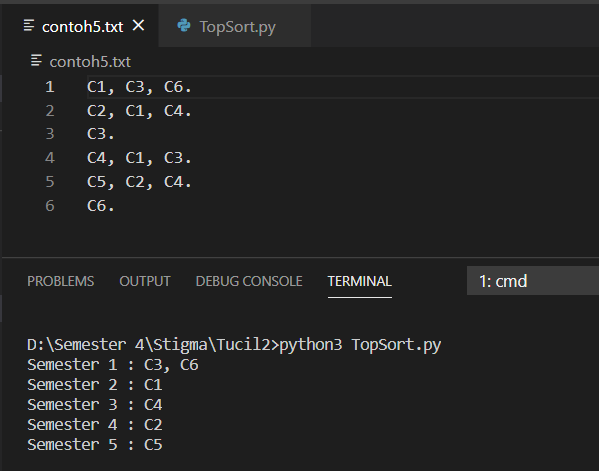 contoh5.txt TopSort.py
contoh5.txt
1 C1, C3, C6.
2 C2, C1, C4.
3 C3.
4 C4, C1, C3.
5 C5, C2, C4.
6 C6.
PROBLEMS OUTPUT DEBUG CONSOLE TERMINAL 1: cmd
D:\Semester 4\Stigma\Tucil2>python3 TopSort.py
Semester 1 : C3, C6
Semester 2 : C1
Semester 3 : C4
Semester 4 : C2
Semester 5 : C5